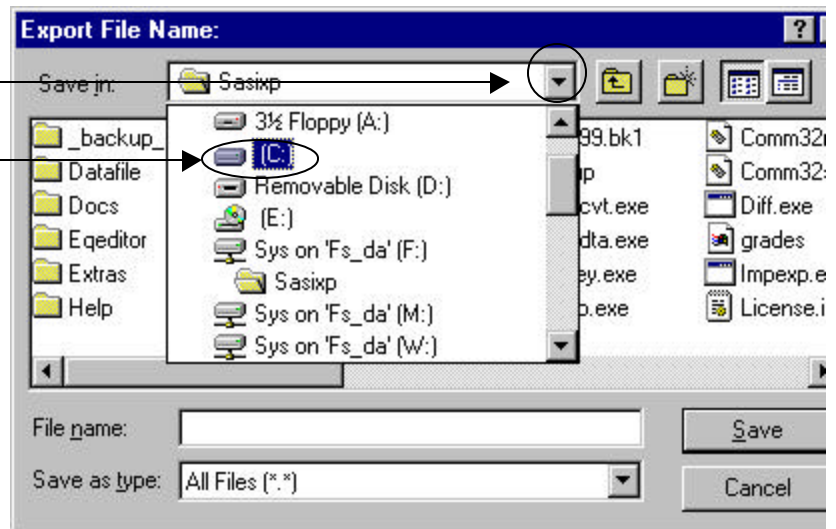 Export File Name:
?
Save in:
Sasixp
3½ Floppy (A:)
(C:
Removable Disk (D:)
(E:)
Sys on 'Fs_da' (F:)
Sasixp
Sys on 'Fs_da' (M:)
Sys on 'Fs_da' (W:)
_backup_
Datafile
Docs
Eqeditor
Extras
Help
99.bk1
p
cvt.exe
dta.exe
ey.exe
o.exe
Comm32
Comm32
Diff.exe
grades
Impexp.e
License.i
File name:
Save
Save as type:
All Files (*.*)
Cancel